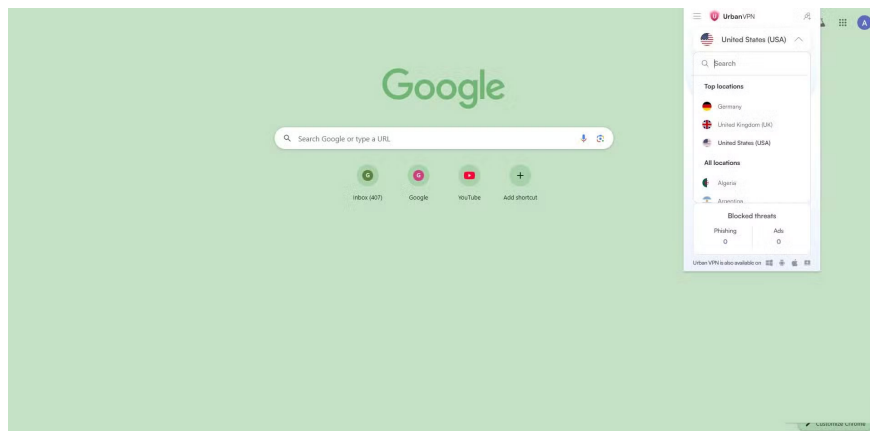 UrbanVPN
A
United States (USA)
Search
Top locations
Germany
United Kingdom (UK)
United States (USA)
All locations
Algeria
Argentina
Blocked threats
Phishing
Ads
0
0
Urban VPN is also available on
Google
Search Google or type a URL
G
G
Inbox (407)
Google
YouTube
Add shortcut
Customize Chrome